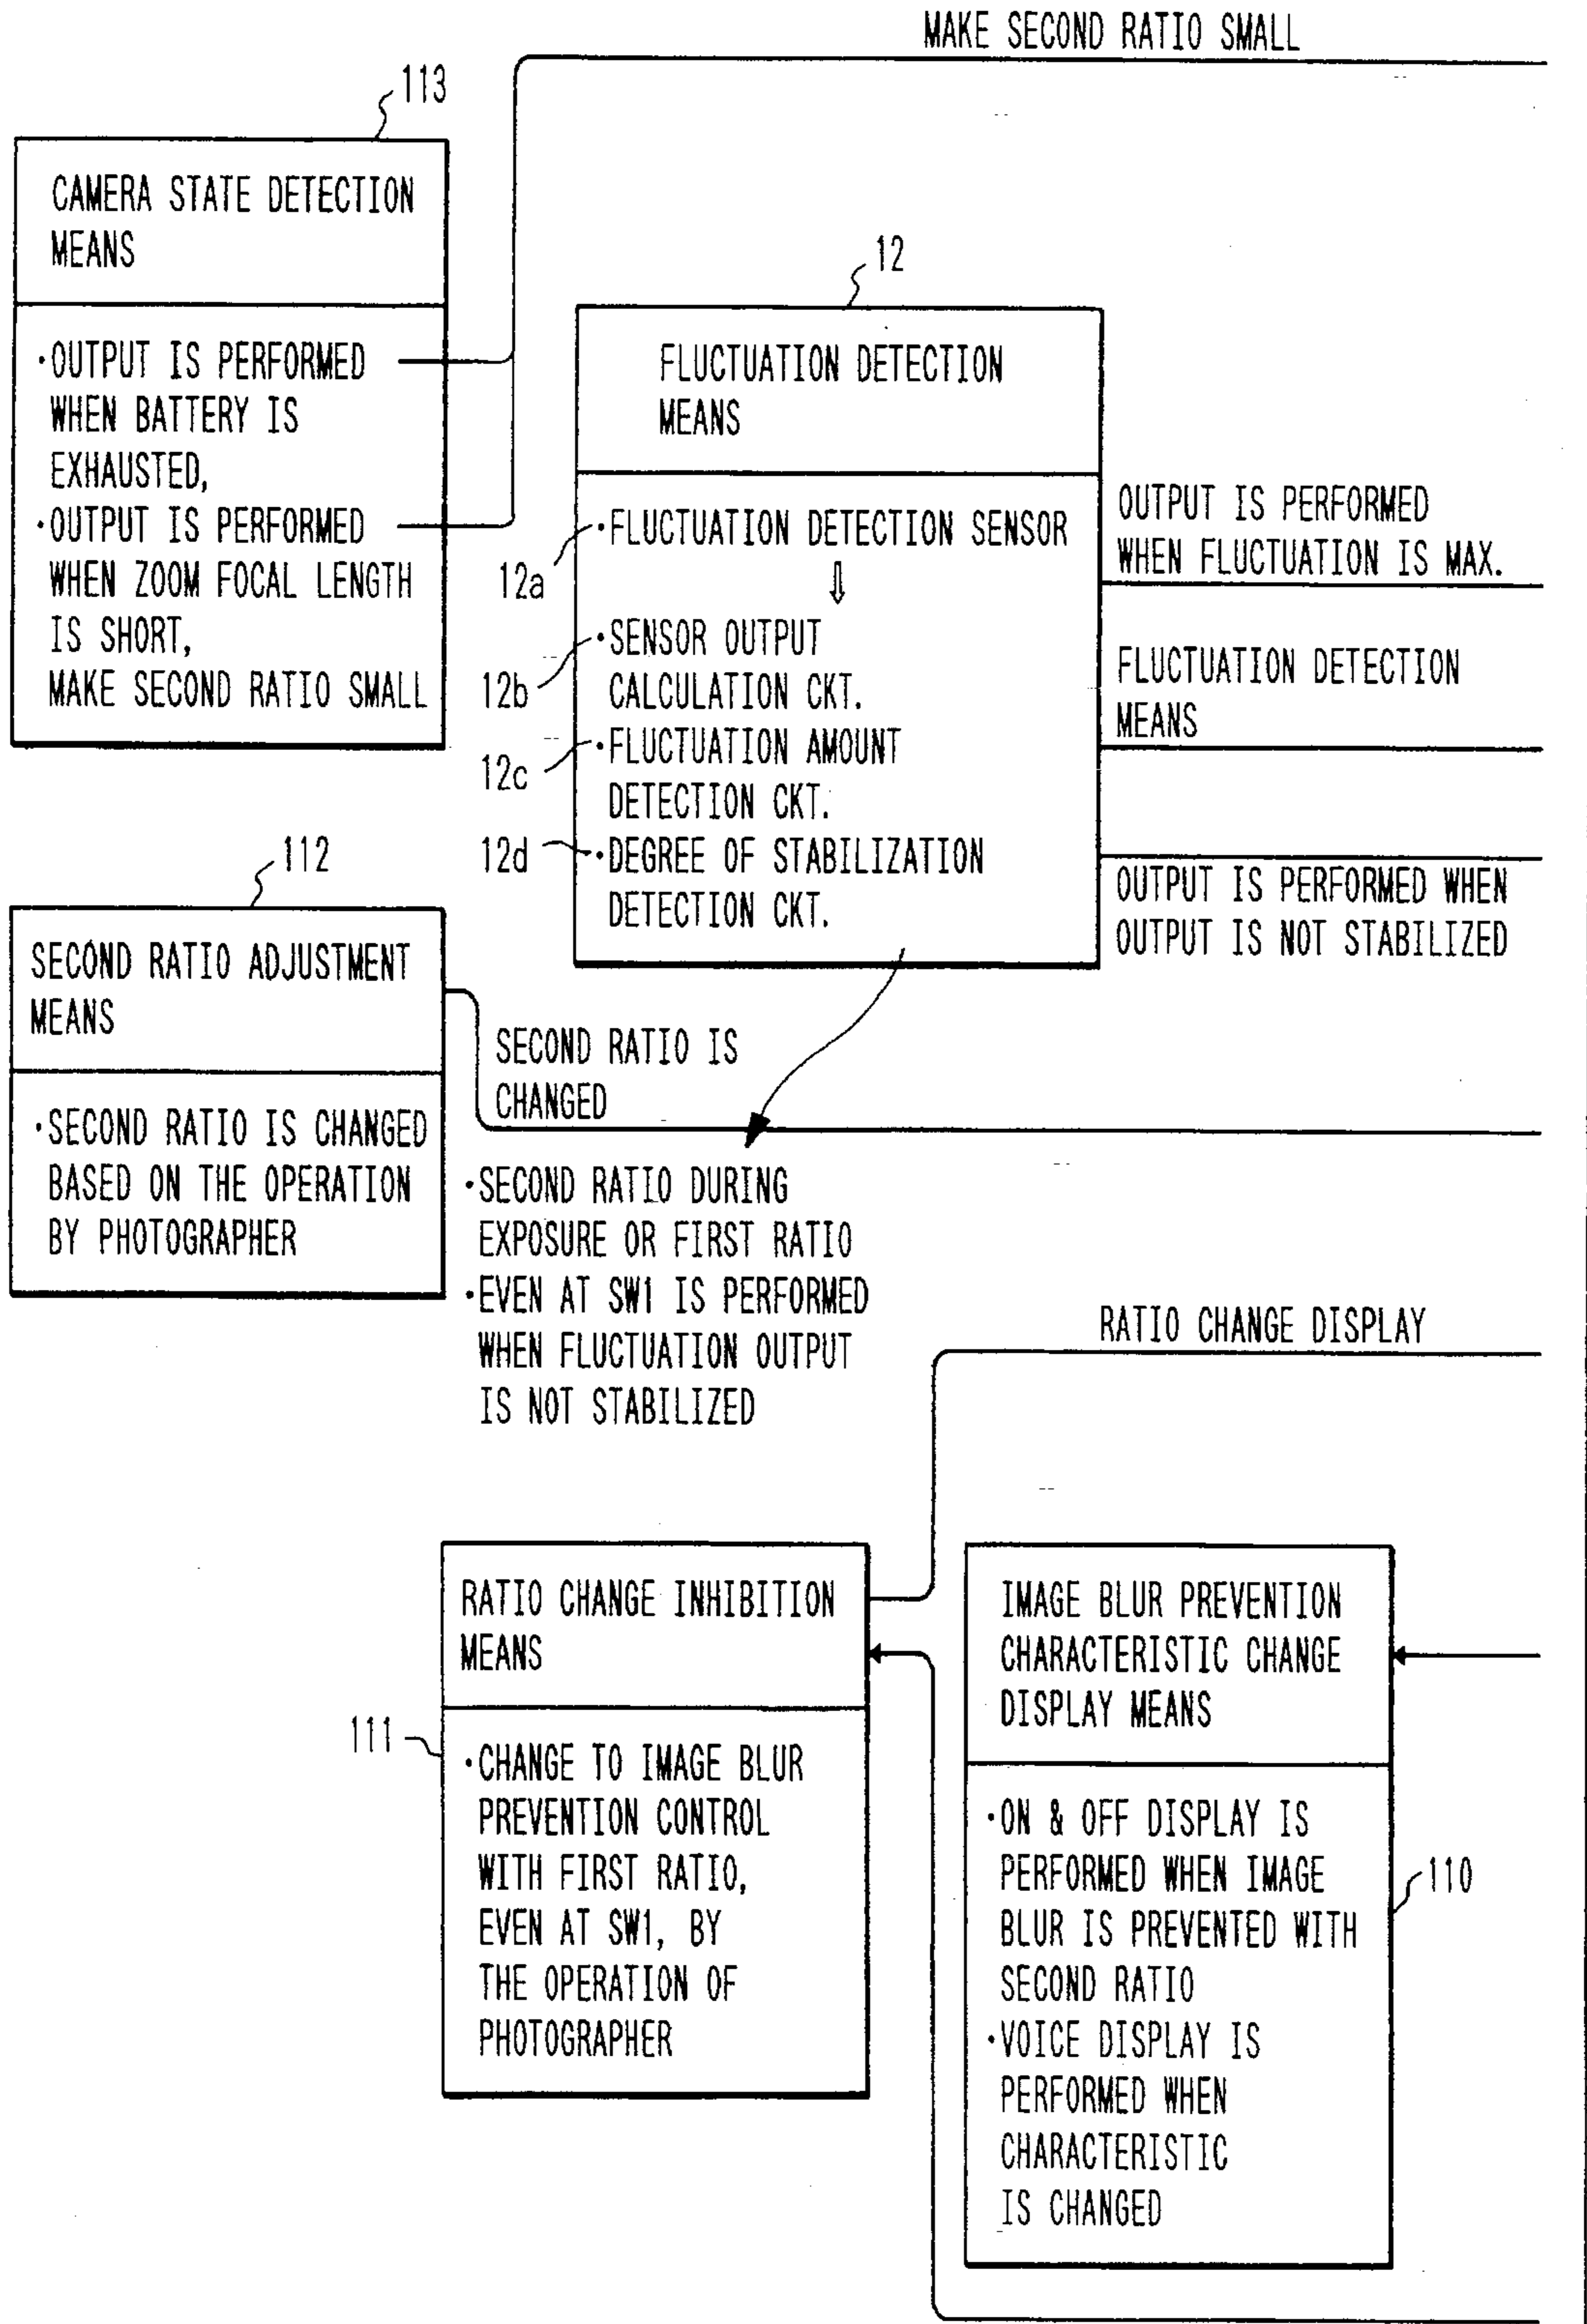 MAKE SECOND RATIO SMALL
113
CAMERA STATE DETECTION
MEANS
·OUTPUT IS PERFORMED
WHEN BATTERY IS
EXHAUSTED,
·OUTPUT IS PERFORMED
WHEN ZOOM FOCAL LENGTH
IS SHORT,
MAKE SECOND RATIO SMALL
12
FLUCTUATION DETECTION
MEANS
12a
·FLUCTUATION DETECTION SENSOR
⇩
12b
·SENSOR OUTPUT
CALCULATION CKT.
12c
·FLUCTUATION AMOUNT
DETECTION CKT.
12d
·DEGREE OF STABILIZATION
DETECTION CKT.
OUTPUT IS PERFORMED
WHEN FLUCTUATION IS MAX.
FLUCTUATION DETECTION
MEANS
OUTPUT IS PERFORMED WHEN
OUTPUT IS NOT STABILIZED
112
SECOND RATIO ADJUSTMENT
MEANS
·SECOND RATIO IS CHANGED
BASED ON THE OPERATION
BY PHOTOGRAPHER
SECOND RATIO IS
CHANGED
·SECOND RATIO DURING
EXPOSURE OR FIRST RATIO
·EVEN AT SW1 IS PERFORMED
WHEN FLUCTUATION OUTPUT
IS NOT STABILIZED
RATIO CHANGE DISPLAY
RATIO CHANGE INHIBITION
MEANS
111
·CHANGE TO IMAGE BLUR
PREVENTION CONTROL
WITH FIRST RATIO,
EVEN AT SW1, BY
THE OPERATION OF
PHOTOGRAPHER
IMAGE BLUR PREVENTION
CHARACTERISTIC CHANGE
DISPLAY MEANS
·ON & OFF DISPLAY IS
PERFORMED WHEN IMAGE
BLUR IS PREVENTED WITH
SECOND RATIO
·VOICE DISPLAY IS
PERFORMED WHEN
CHARACTERISTIC
IS CHANGED
110